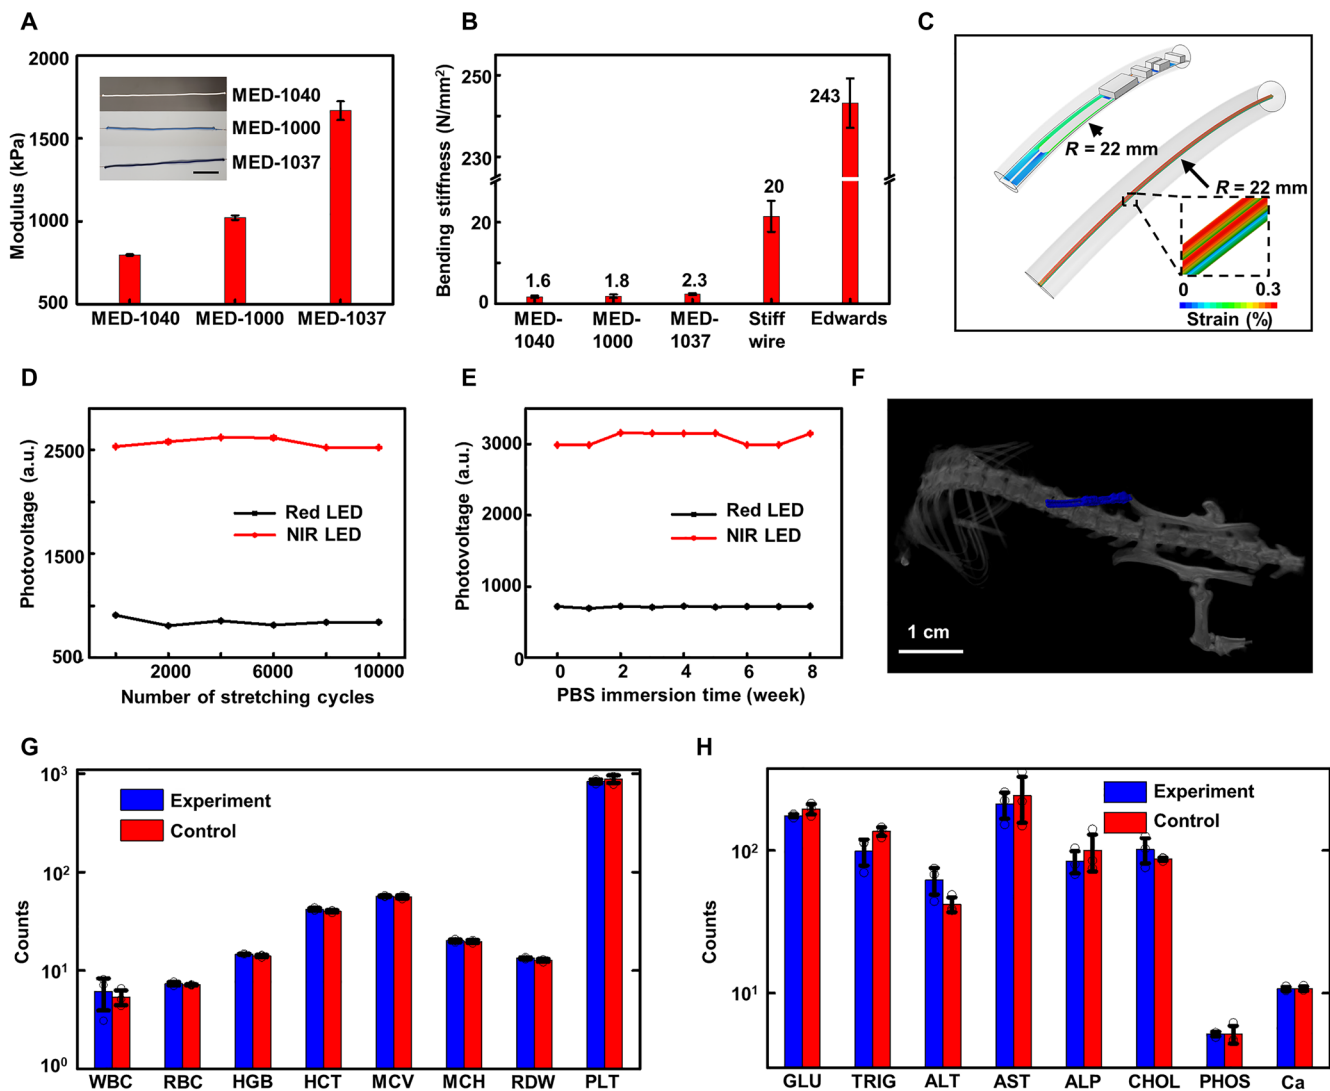 A
Modulus (kPa)
2000
1500
1000
500
MED-1040
MED-1000
MED-1037
MED-1040 MED-1000 MED-1037
B
Bending stiffness (N/mm²)
250
230
20
0
1.6
1.8
2.3
20
243
MED- MED- MED- Stiff Edwards
1040 1000 1037 wire
C
R = 22 mm
R = 22 mm
0 0.3
Strain (%)
D
Photovoltage (a.u.)
2500
1500
500
Red LED
NIR LED
2000 6000 10000
Number of stretching cycles
E
Photovoltage (a.u.)
3000
2000
1000
0
Red LED
NIR LED
0 2 4 6 8
PBS immersion time (week)
F
1 cm
G
Counts
10³
10²
10¹
10⁰
Experiment
Control
WBC RBC HGB HCT MCV MCH RDW PLT
H
Counts
10²
10¹
Experiment
Control
GLU TRIG ALT AST ALP CHOL PHOS Ca